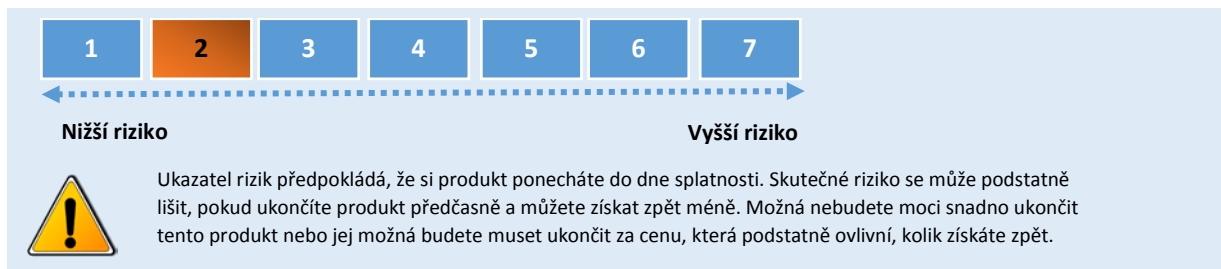 1 2 3 4 5 6 7
Nižší riziko Vyšší riziko
Ukazatel rizik předpokládá, že si produkt ponecháte do dne splatnosti. Skutečné riziko se může podstatně
lišit, pokud ukončíte produkt předčasně a můžete získat zpět méně. Možná nebudete moci snadno ukončit
tento produkt nebo jej možná budete muset ukončit za cenu, která podstatně ovlivní, kolik získáte zpět.